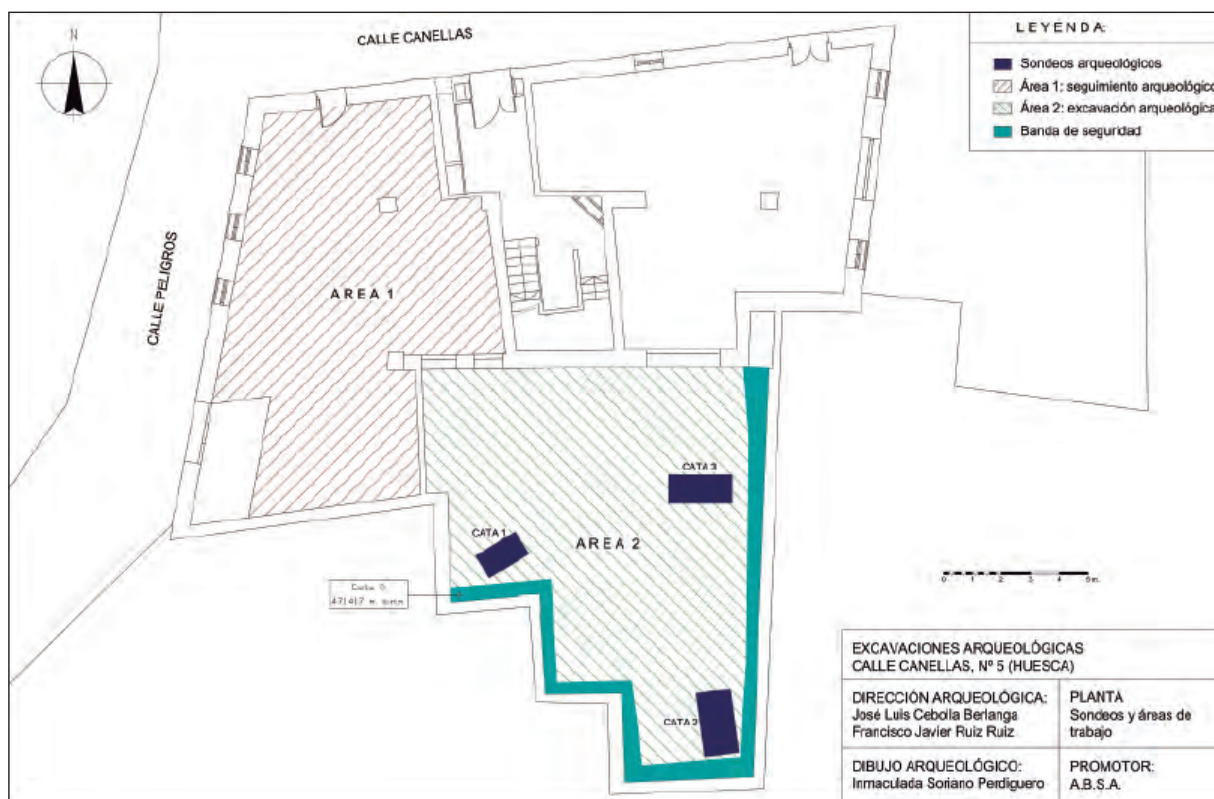 N
CALLE CANELLAS
CALLE PELIGROS
LEYENDA:
Sondeos arqueológicos
Área 1: seguimiento arqueológico
Área 2: excavación arqueológica
Banda de seguridad
AREA 1
CATA 3
CATA 1
AREA 2
CATA 2
0 1 2 3 4 5m.
EXCAVACIONES ARQUEOLÓGICAS
CALLE CANELLAS, Nº 5 (HUESCA)
DIRECCIÓN ARQUEOLÓGICA:
José Luis Cebolla Berlanga
Francisco Javier Ruiz Ruiz
PLANTA
Sondeos y áreas de
trabajo
DIBUJO ARQUEOLÓGICO:
Inmaculada Soriano Perdiguero
PROMOTOR:
A.B.S.A.